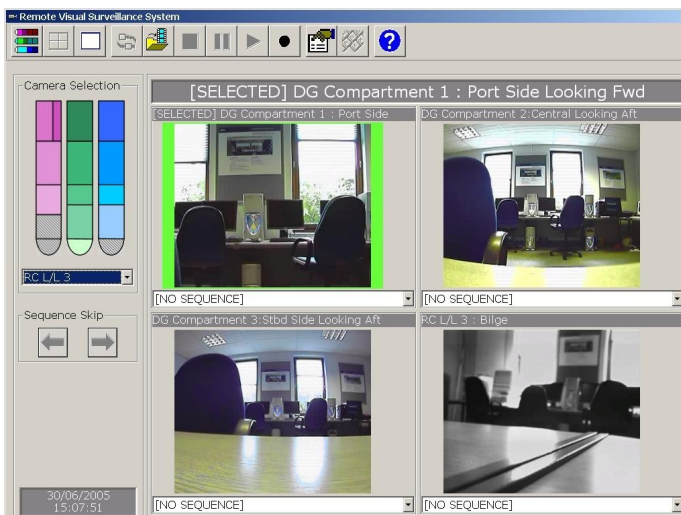 Remote Visual Surveillance System
?
Camera Selection
RC L/L 3
Sequence Skip
30/06/2005
15:07:51
[SELECTED] DG Compartment 1 : Port Side Looking Fwd
[SELECTED] DG Compartment 1 : Port Side
[NO SEQUENCE]
DG Compartment 2:Central Looking Aft
[NO SEQUENCE]
DG Compartment 3:Stbd Side Looking Aft
[NO SEQUENCE]
RC L/L 3 : Bilge
[NO SEQUENCE]